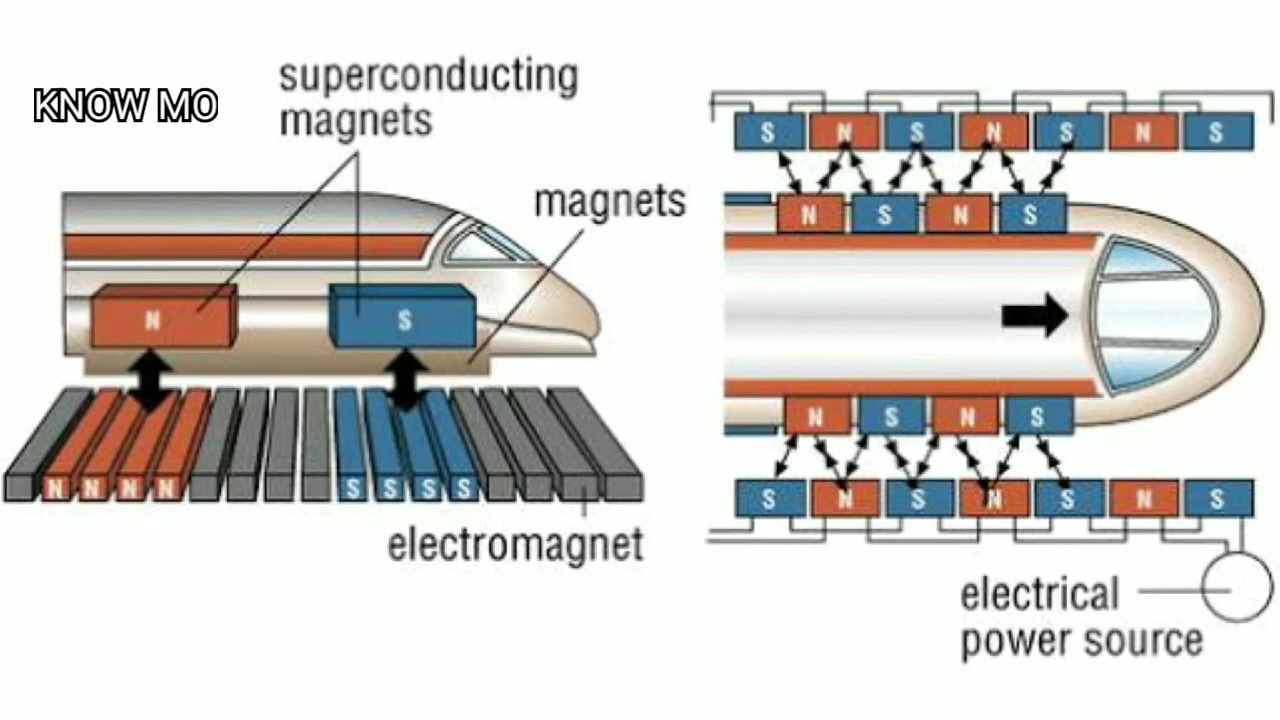 KNOW MO
superconducting
magnets
magnets
N
S
N N N N
S S S S
electromagnet
S N S N S N S
N S N S
N S N S
S N S N S N S
electrical
power source